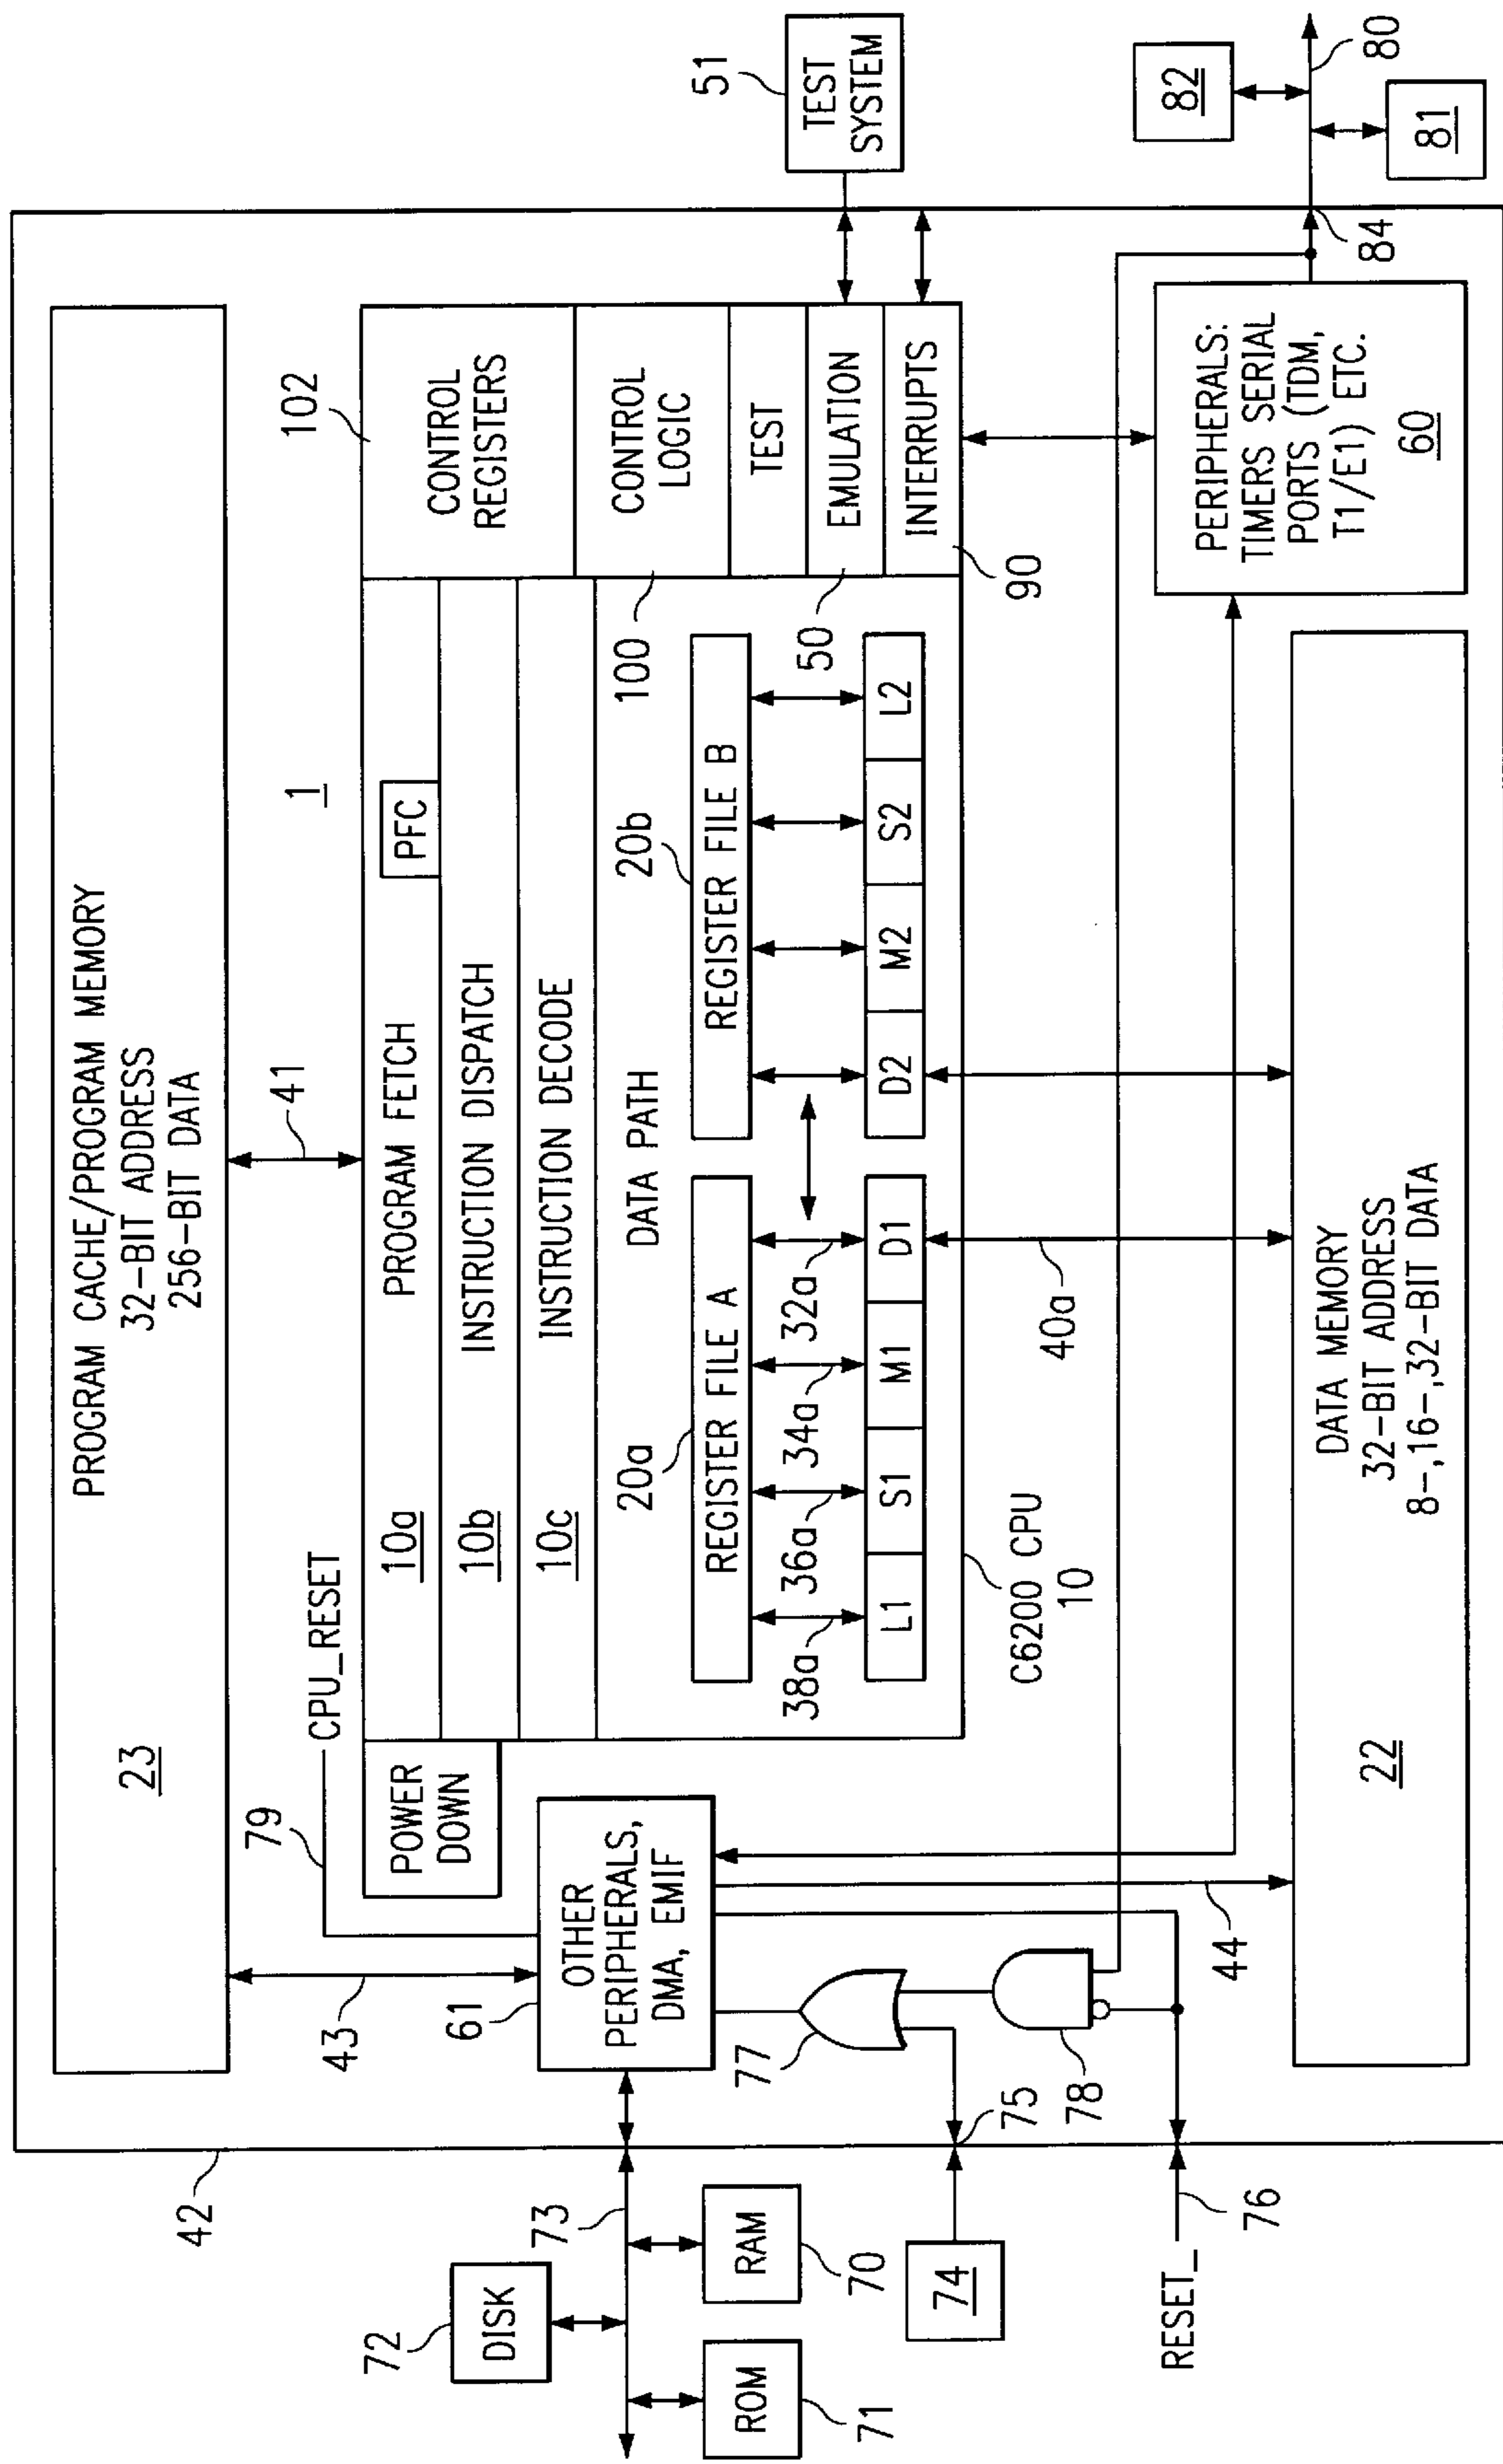 PROGRAM CACHE/PROGRAM MEMORY
32-BIT ADDRESS
256-BIT DATA
23
42
43
41
1
79
CPU_RESET
102
POWER
DOWN
10a
PROGRAM FETCH
PFC
10b
INSTRUCTION DISPATCH
10c
INSTRUCTION DECODE
CONTROL
REGISTERS
CONTROL
LOGIC
TEST
EMULATION
INTERRUPTS
100
50
90
51
TEST
SYSTEM
DATA PATH
20a
20b
REGISTER FILE A
REGISTER FILE B
38a
36a
34a
32a
L1
S1
M1
D1
D2
M2
S2
L2
C6200 CPU
10
72
DISK
73
ROM
71
RAM
70
61
OTHER
PERIPHERALS,
DMA, EMIF
74
75
77
78
RESET_
76
44
40a
DATA MEMORY
32-BIT ADDRESS
8-,16-,32-BIT DATA
22
PERIPHERALS:
TIMERS SERIAL
PORTS (TDM,
T1/E1) ETC.
60
84
82
81
80